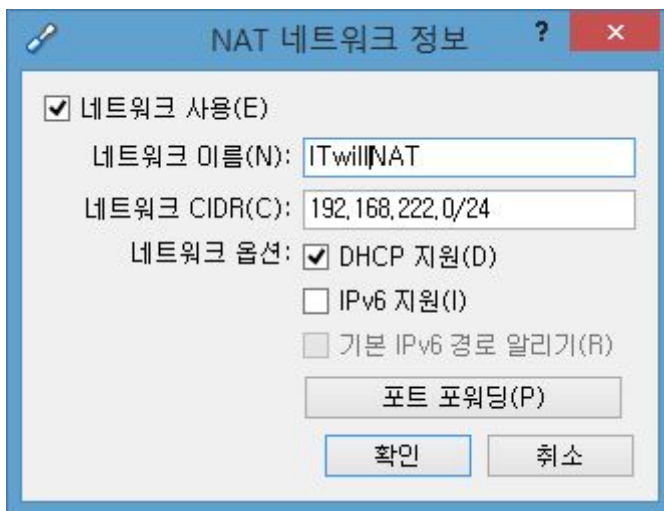 NAT 네트워크 정보 ? ×
네트워크 사용(E)
네트워크 이름(N): ITwillNAT
네트워크 CIDR(C): 192,168,222,0/24
네트워크 옵션: DHCP 지원(D)
IPv6 지원(I)
기본 IPv6 경로 알리기(R)
포트 포워딩(P)
확인 취소